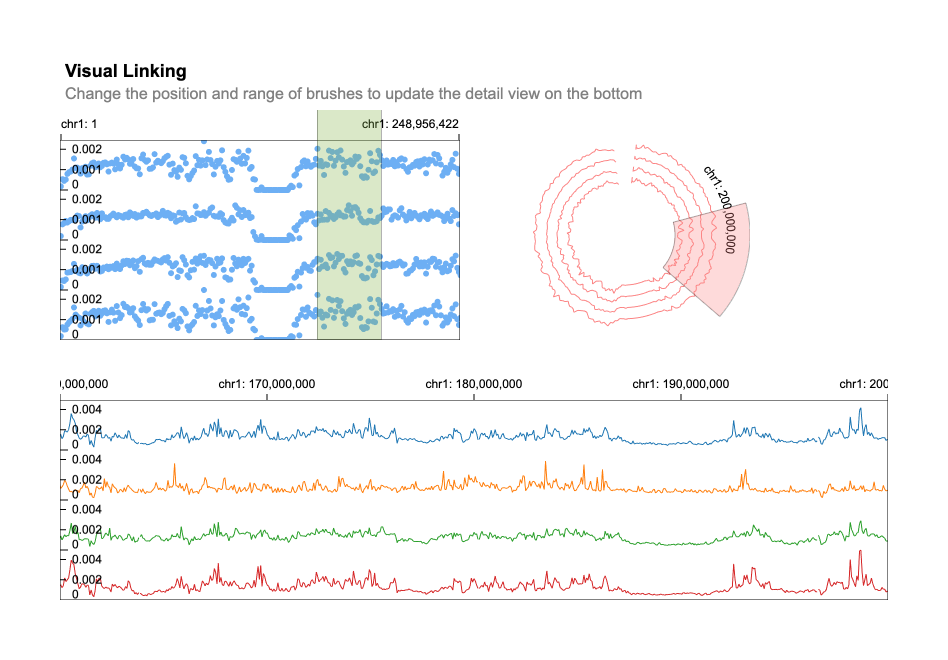 Visual Linking
Change the position and range of brushes to update the detail view on the bottom
chr1: 1
chr1: 248,956,422
0.002
0.001
0
0.002
0.001
0
0.002
0.001
0
0.002
0.001
0
chr1: 200,000,000
),000,000
chr1: 170,000,000
chr1: 180,000,000
chr1: 190,000,000
chr1: 200
0.004
0.002
0
0.004
0.002
0
0.004
0.002
0
0.004
0.002
0